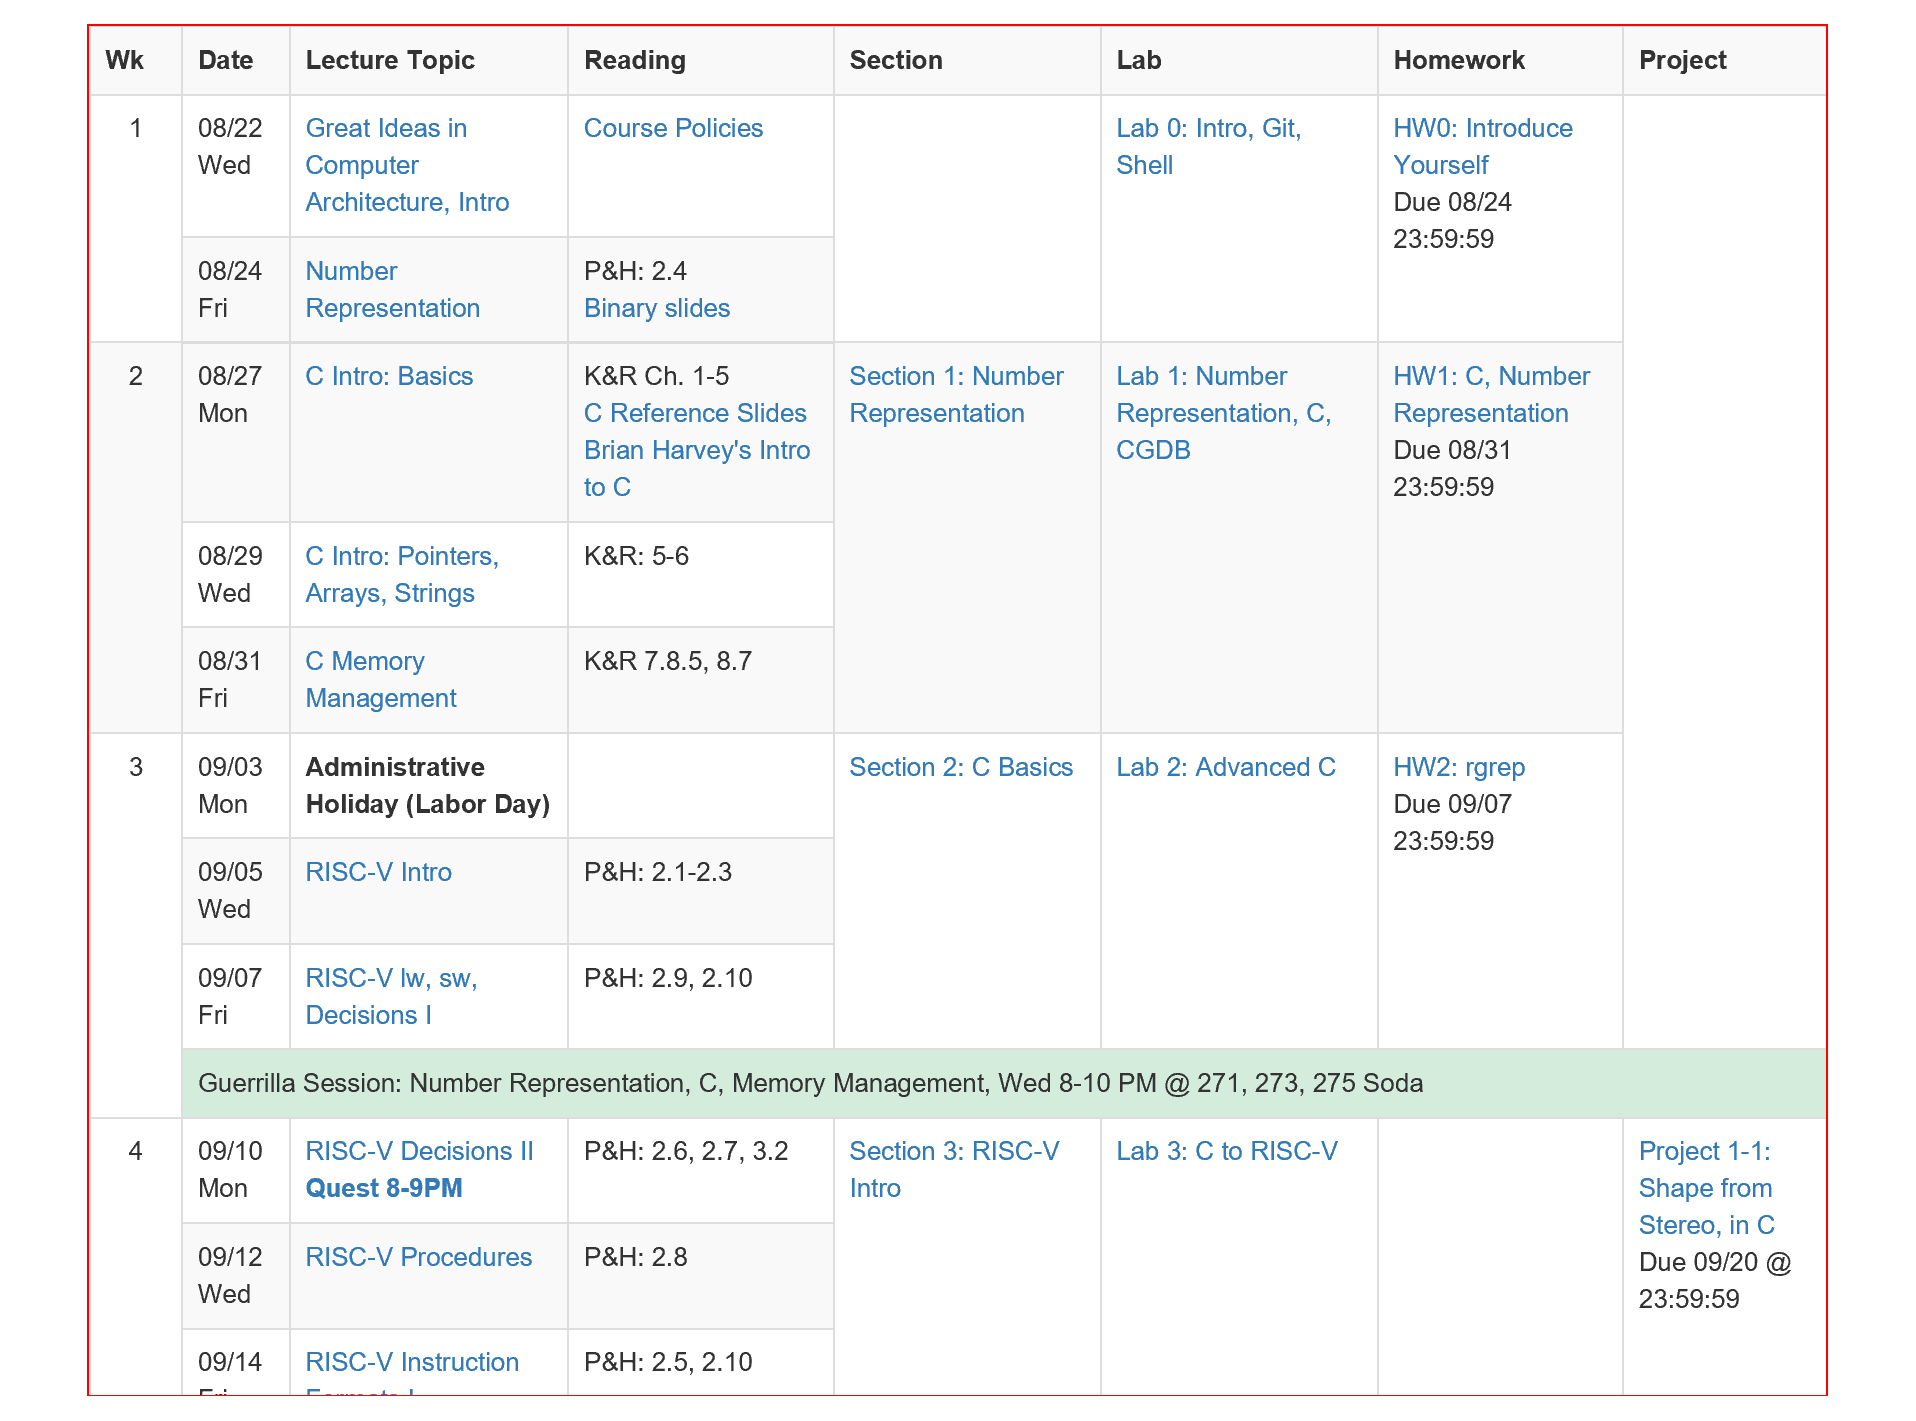 Wk Date Lecture Topic Reading Section Lab Homework Project
1
08/22
Wed
Great Ideas in
Computer
Architecture, Intro
Course Policies
Lab 0: Intro, Git,
Shell
HW0: Introduce
Yourself
Due 08/24
23:59:59
08/24
Fri
Number
Representation
P&H: 2.4
Binary slides
2
08/27
Mon
C Intro: Basics
K&R Ch. 1-5
C Reference Slides
Brian Harvey's Intro
to C
Section 1: Number
Representation
Lab 1: Number
Representation, C,
CGDB
HW1: C, Number
Representation
Due 08/31
23:59:59
08/29
Wed
C Intro: Pointers,
Arrays, Strings
K&R: 5-6
08/31
Fri
C Memory
Management
K&R 7.8.5, 8.7
3
09/03
Mon
Administrative
Holiday (Labor Day)
Section 2: C Basics
Lab 2: Advanced C
HW2: rgrep
Due 09/07
23:59:59
09/05
Wed
RISC-V Intro
P&H: 2.1-2.3
09/07
Fri
RISC-V lw, sw,
Decisions I
P&H: 2.9, 2.10
Guerrilla Session: Number Representation, C, Memory Management, Wed 8-10 PM @ 271, 273, 275 Soda
4
09/10
Mon
RISC-V Decisions II
Quest 8-9PM
P&H: 2.6, 2.7, 3.2
Section 3: RISC-V
Intro
Lab 3: C to RISC-V
Project 1-1:
Shape from
Stereo, in C
Due 09/20 @
23:59:59
09/12
Wed
RISC-V Procedures
P&H: 2.8
09/14
RISC-V Instruction
P&H: 2.5, 2.10